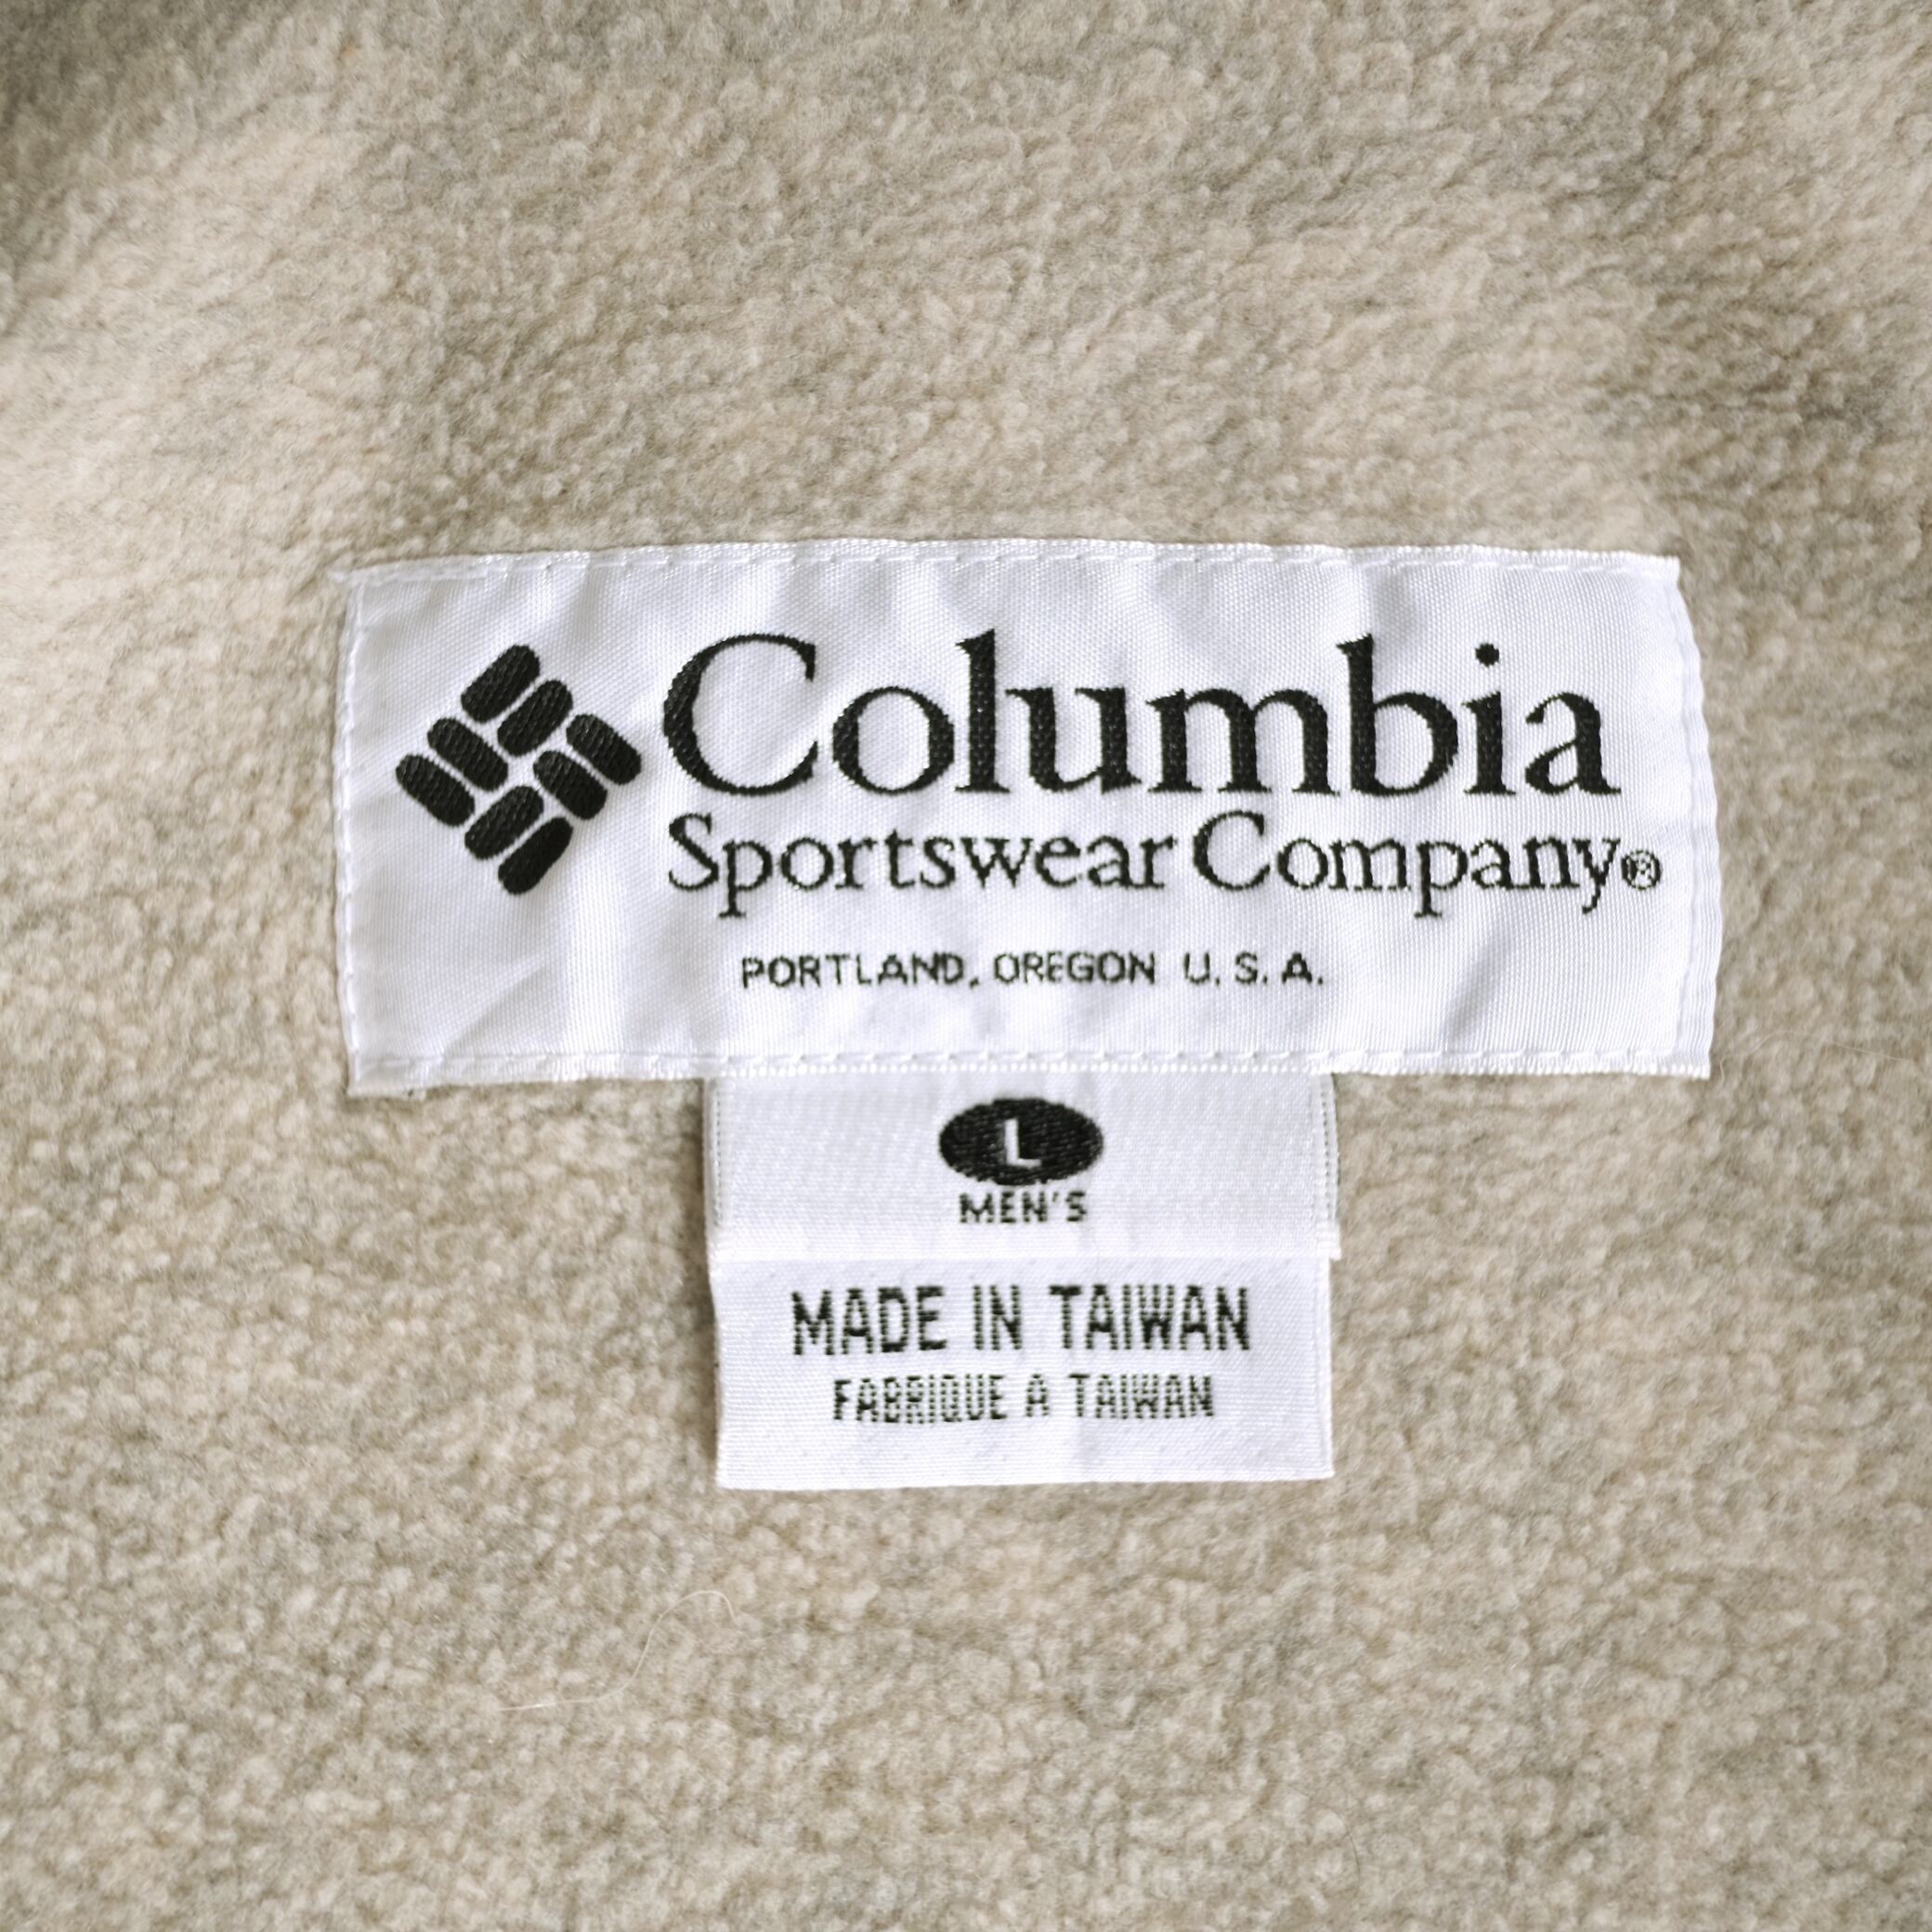 Columbia
Sportswear Company®
PORTLAND, OREGON U.S.A.
L
MEN'S
MADE IN TAIWAN
FABRIQUE A TAIWAN